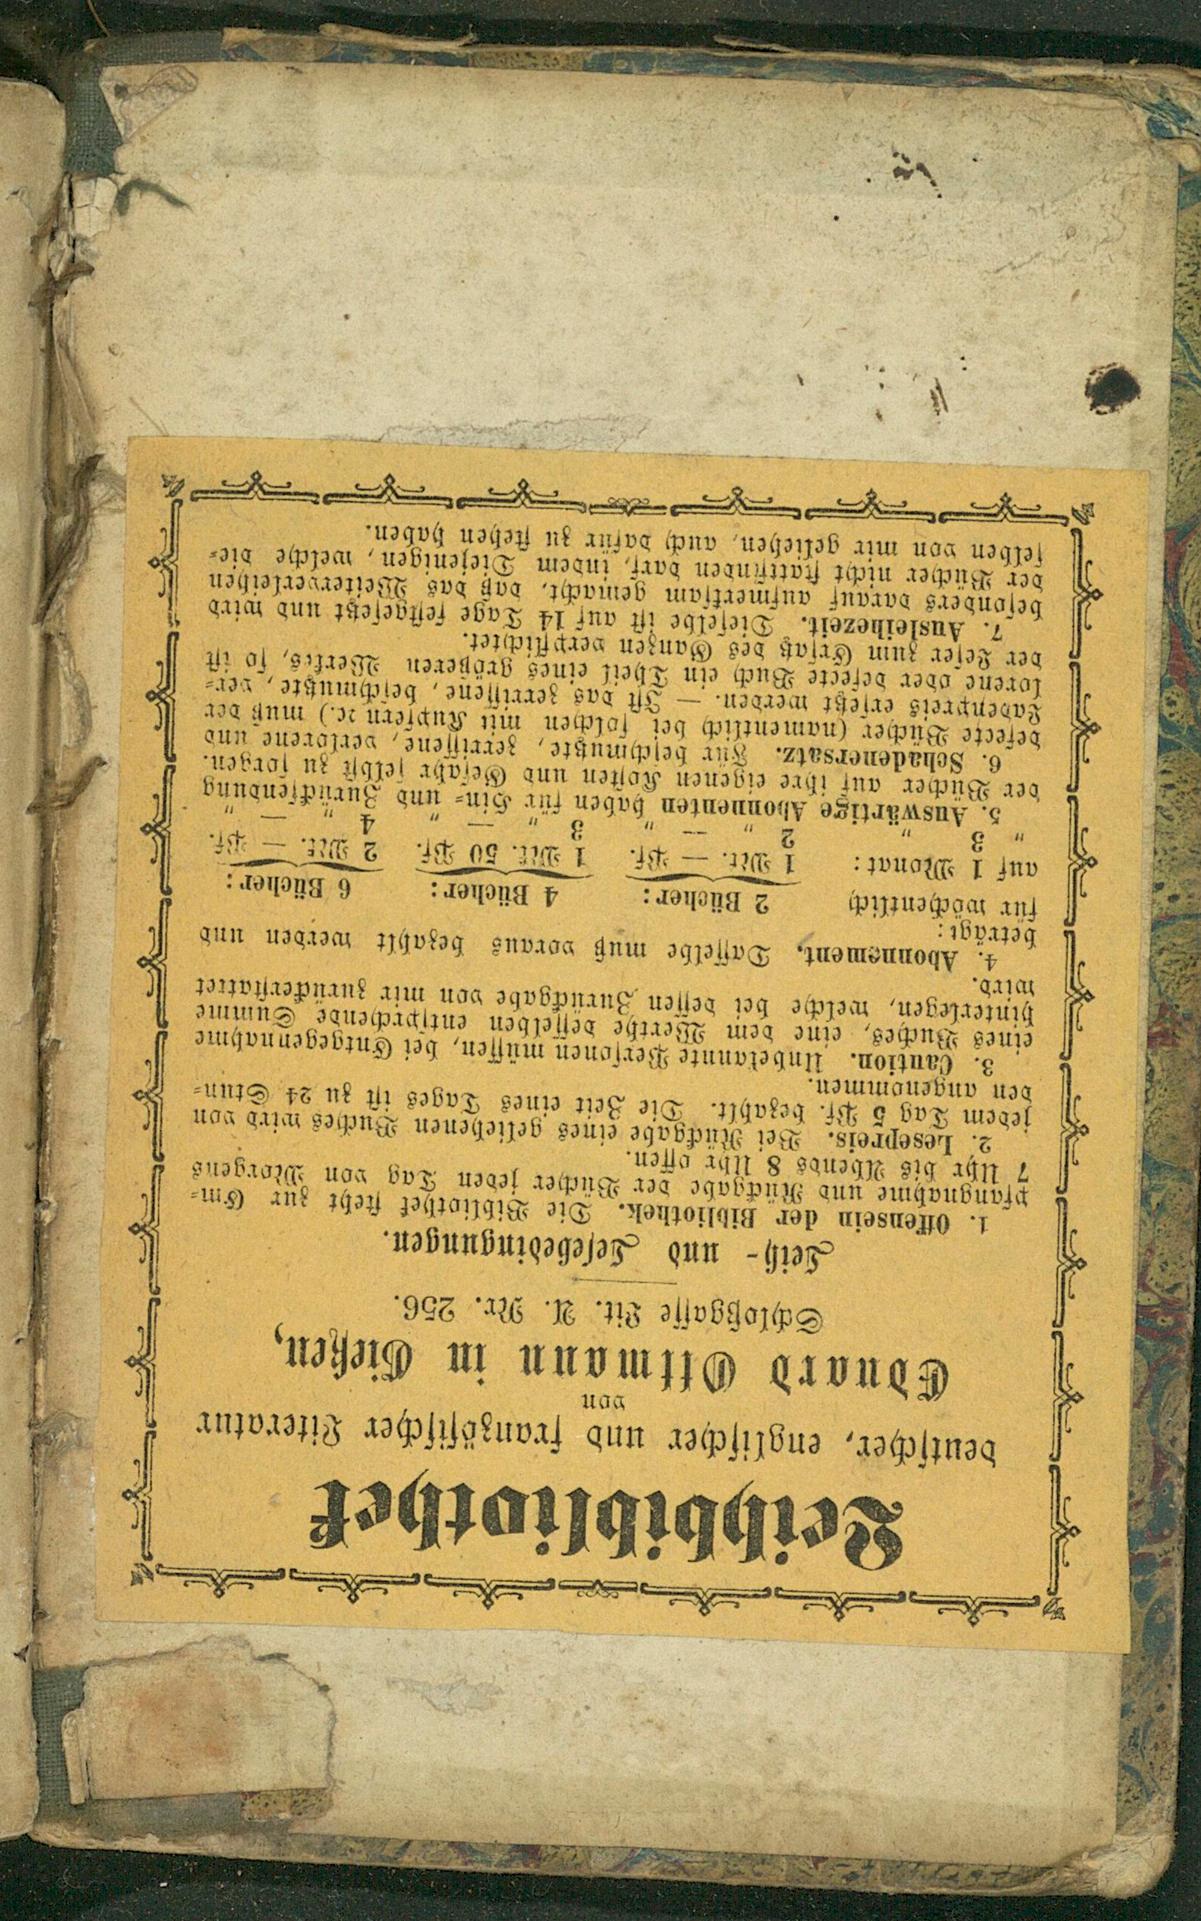 Leihbibliothek
deutscher, englischer und französischer Literatur
von
Eduard Ottmann in Gießen,
Schloßgasse Lit. A. Nr. 256.
Leih- und Lesebedingungen.
1. Offensein der Bibliothek. Die Bibliothek steht zur Em-
pfangnahme und Rückgabe der Bücher jeden Tag von Morgens
7 Uhr bis Abends 8 Uhr offen.
2. Lesepreis. Bei Rückgabe eines geliehenen Buches wird von
jedem Tag 5 Pf. bezahlt. Die Zeit eines Tages ist zu 24 Stun-
den angenommen.
3. Caution. Unbekannte Personen müssen, bei Entgegennahme
eines Buches, eine dem Werthe desselben entsprechende Summe
hinterlegen, welche bei dessen Zurückgabe von mir zurückerstattet
wird.
4. Abonnement. Dasselbe muß voraus bezahlt werden und
beträgt:
für wöchentlich 2 Bücher: 4 Bücher: 6 Bücher:
auf 1 Monat: 1 Mk. — Pf. 1 Mk. 50 Pf. 2 Mk. — Pf.
" 3 " 2 " — " 3 " — " 4 " — "
5. Auswärtige Abonnenten haben für Hin- und Zurücksendung
der Bücher auf ihre eigenen Kosten und Gefahr selbst zu sorgen.
6. Schadenersatz. Für beschmutzte, zerrissene, verlorene und
defecte Bücher (namentlich bei solchen mit Kupfern ꝛc.) muß der
Ladenpreis ersetzt werden. — Ist das zerrissene, beschmutzte, ver-
lorene oder defecte Buch ein Theil eines größeren Werkes, so ist
der Leser zum Ersatz des Ganzen verpflichtet.
7. Ausleihezeit. Dieselbe ist auf 14 Tage festgesetzt und wird
besonders darauf aufmerksam gemacht, daß das Weiterverleihen
der Bücher nicht stattfinden darf, indem Diejenigen, welche die-
selben von mir geliehen, auch dafür zu stehen haben.